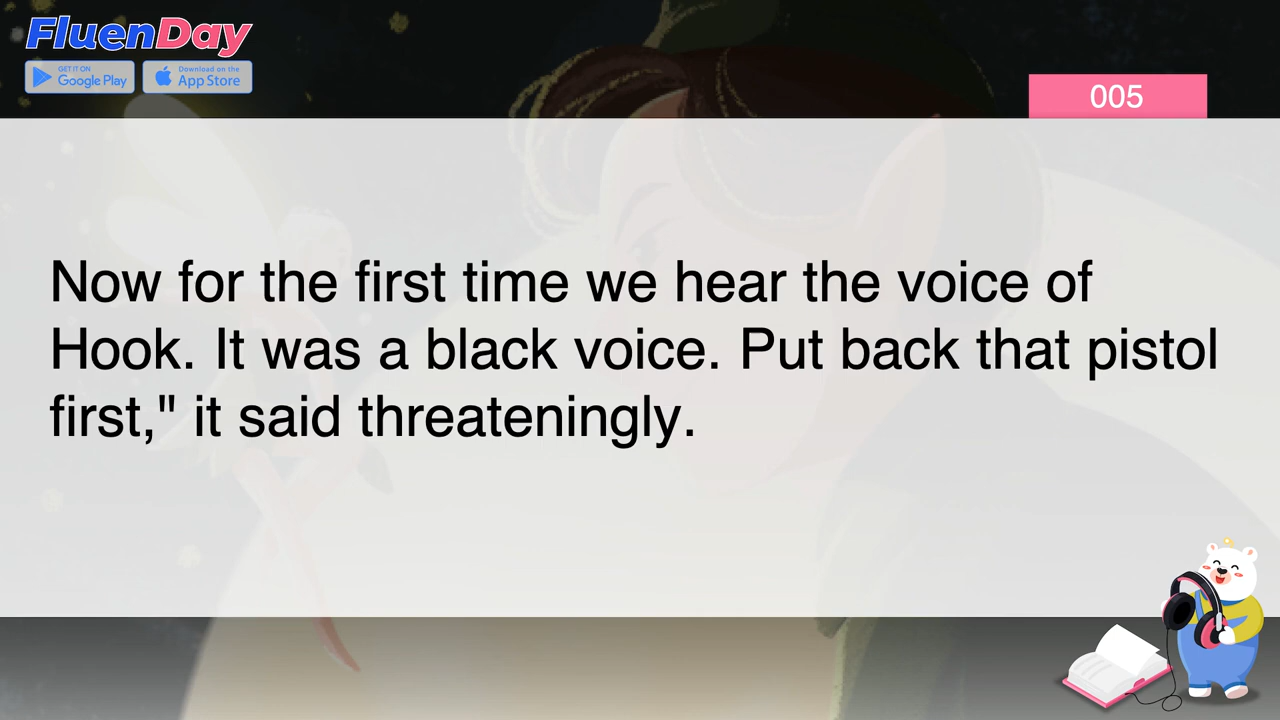 FluenDay
GET IT ON
Google Play
Download on the
App Store
005
Now for the first time we hear the voice of
Hook. It was a black voice. Put back that pistol
first," it said threateningly.